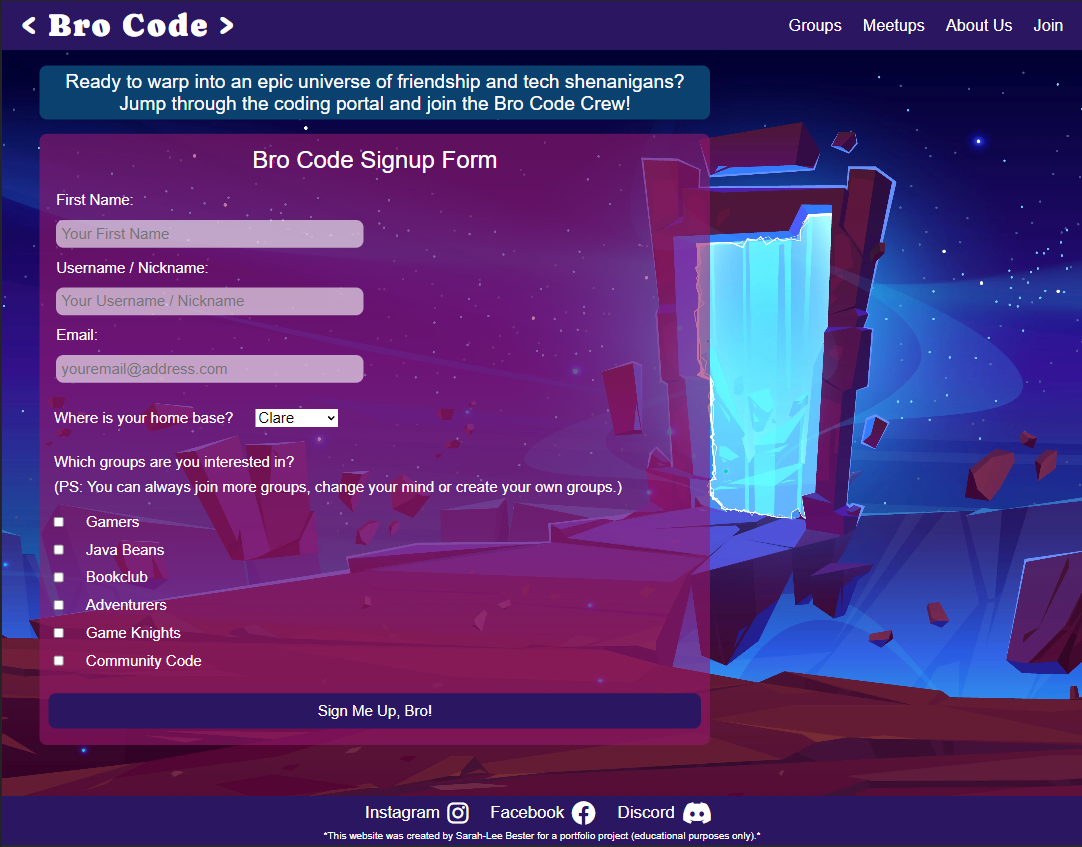 < Bro Code >
Groups Meetups About Us Join
Ready to warp into an epic universe of friendship and tech shenanigans?
Jump through the coding portal and join the Bro Code Crew!
Bro Code Signup Form
First Name:
Your First Name
Username / Nickname:
Your Username / Nickname
Email:
youremail@address.com
Where is your home base? Clare
Which groups are you interested in?
(PS: You can always join more groups, change your mind or create your own groups.)
Gamers
Java Beans
Bookclub
Adventurers
Game Knights
Community Code
Sign Me Up, Bro!
Instagram Facebook Discord
*This website was created by Sarah-Lee Bester for a portfolio project (educational purposes only).*